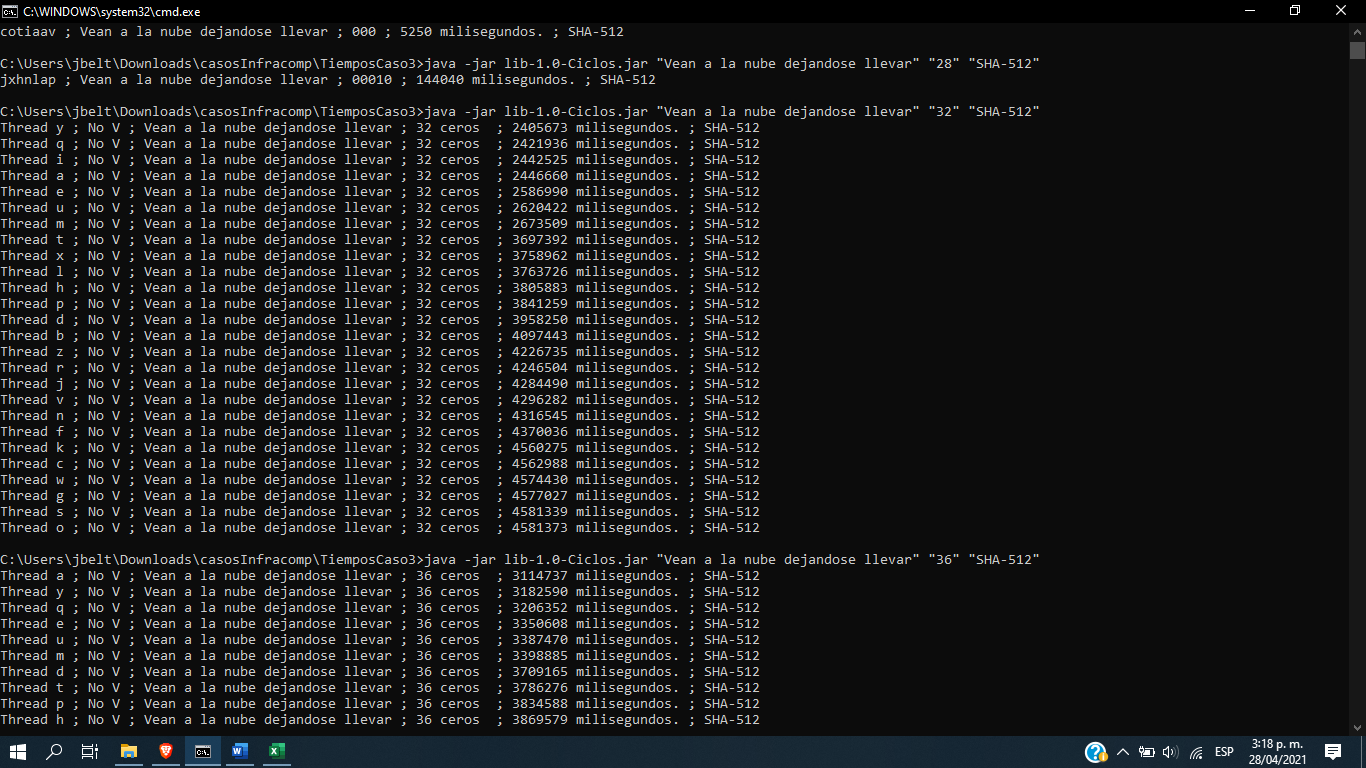 C:\WINDOWS\system32\cmd.exe
cotiaav ; Vean a la nube dejandose llevar ; 000 ; 5250 milisegundos. ; SHA-512
C:\Users\jbelt\Downloads\casosInfracomp\TiemposCaso3>java -jar lib-1.0-Ciclos.jar "Vean a la nube dejandose llevar" "28" "SHA-512"
jxhnlap ; Vean a la nube dejandose llevar ; 00010 ; 144040 milisegundos. ; SHA-512
C:\Users\jbelt\Downloads\casosInfracomp\TiemposCaso3>java -jar lib-1.0-Ciclos.jar "Vean a la nube dejandose llevar" "32" "SHA-512"
Thread y ; No V ; Vean a la nube dejandose llevar ; 32 ceros  ; 2405673 milisegundos. ; SHA-512
Thread q ; No V ; Vean a la nube dejandose llevar ; 32 ceros  ; 2421936 milisegundos. ; SHA-512
Thread i ; No V ; Vean a la nube dejandose llevar ; 32 ceros  ; 2442525 milisegundos. ; SHA-512
Thread a ; No V ; Vean a la nube dejandose llevar ; 32 ceros  ; 2446660 milisegundos. ; SHA-512
Thread e ; No V ; Vean a la nube dejandose llevar ; 32 ceros  ; 2586990 milisegundos. ; SHA-512
Thread u ; No V ; Vean a la nube dejandose llevar ; 32 ceros  ; 2620422 milisegundos. ; SHA-512
Thread m ; No V ; Vean a la nube dejandose llevar ; 32 ceros  ; 2673509 milisegundos. ; SHA-512
Thread t ; No V ; Vean a la nube dejandose llevar ; 32 ceros  ; 3697392 milisegundos. ; SHA-512
Thread x ; No V ; Vean a la nube dejandose llevar ; 32 ceros  ; 3758962 milisegundos. ; SHA-512
Thread l ; No V ; Vean a la nube dejandose llevar ; 32 ceros  ; 3763726 milisegundos. ; SHA-512
Thread h ; No V ; Vean a la nube dejandose llevar ; 32 ceros  ; 3805883 milisegundos. ; SHA-512
Thread p ; No V ; Vean a la nube dejandose llevar ; 32 ceros  ; 3841259 milisegundos. ; SHA-512
Thread d ; No V ; Vean a la nube dejandose llevar ; 32 ceros  ; 3958250 milisegundos. ; SHA-512
Thread b ; No V ; Vean a la nube dejandose llevar ; 32 ceros  ; 4097443 milisegundos. ; SHA-512
Thread z ; No V ; Vean a la nube dejandose llevar ; 32 ceros  ; 4226735 milisegundos. ; SHA-512
Thread r ; No V ; Vean a la nube dejandose llevar ; 32 ceros  ; 4246504 milisegundos. ; SHA-512
Thread j ; No V ; Vean a la nube dejandose llevar ; 32 ceros  ; 4284490 milisegundos. ; SHA-512
Thread v ; No V ; Vean a la nube dejandose llevar ; 32 ceros  ; 4296282 milisegundos. ; SHA-512
Thread n ; No V ; Vean a la nube dejandose llevar ; 32 ceros  ; 4316545 milisegundos. ; SHA-512
Thread f ; No V ; Vean a la nube dejandose llevar ; 32 ceros  ; 4370036 milisegundos. ; SHA-512
Thread k ; No V ; Vean a la nube dejandose llevar ; 32 ceros  ; 4560275 milisegundos. ; SHA-512
Thread c ; No V ; Vean a la nube dejandose llevar ; 32 ceros  ; 4562988 milisegundos. ; SHA-512
Thread w ; No V ; Vean a la nube dejandose llevar ; 32 ceros  ; 4574430 milisegundos. ; SHA-512
Thread g ; No V ; Vean a la nube dejandose llevar ; 32 ceros  ; 4577027 milisegundos. ; SHA-512
Thread s ; No V ; Vean a la nube dejandose llevar ; 32 ceros  ; 4581339 milisegundos. ; SHA-512
Thread o ; No V ; Vean a la nube dejandose llevar ; 32 ceros  ; 4581373 milisegundos. ; SHA-512
C:\Users\jbelt\Downloads\casosInfracomp\TiemposCaso3>java -jar lib-1.0-Ciclos.jar "Vean a la nube dejandose llevar" "36" "SHA-512"
Thread a ; No V ; Vean a la nube dejandose llevar ; 36 ceros  ; 3114737 milisegundos. ; SHA-512
Thread y ; No V ; Vean a la nube dejandose llevar ; 36 ceros  ; 3182590 milisegundos. ; SHA-512
Thread q ; No V ; Vean a la nube dejandose llevar ; 36 ceros  ; 3206352 milisegundos. ; SHA-512
Thread e ; No V ; Vean a la nube dejandose llevar ; 36 ceros  ; 3350608 milisegundos. ; SHA-512
Thread u ; No V ; Vean a la nube dejandose llevar ; 36 ceros  ; 3387470 milisegundos. ; SHA-512
Thread m ; No V ; Vean a la nube dejandose llevar ; 36 ceros  ; 3398885 milisegundos. ; SHA-512
Thread d ; No V ; Vean a la nube dejandose llevar ; 36 ceros  ; 3709165 milisegundos. ; SHA-512
Thread t ; No V ; Vean a la nube dejandose llevar ; 36 ceros  ; 3786276 milisegundos. ; SHA-512
Thread p ; No V ; Vean a la nube dejandose llevar ; 36 ceros  ; 3834588 milisegundos. ; SHA-512
Thread h ; No V ; Vean a la nube dejandose llevar ; 36 ceros  ; 3869579 milisegundos. ; SHA-512
ESP
3:18 p. m.
28/04/2021